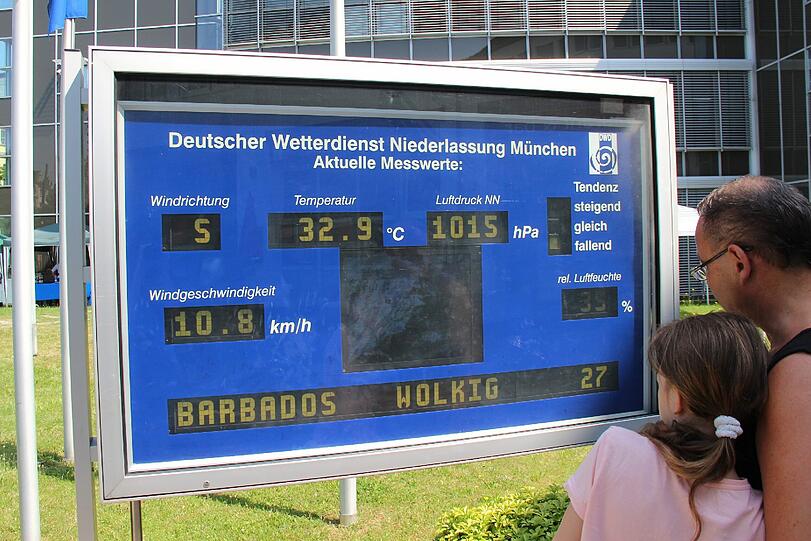 Deutscher Wetterdienst Niederlassung München
DWD
Aktuelle Messwerte:
Windrichtung
S
Temperatur
32.9 °C
Luftdruck NN
1015 hPa
Tendenz
steigend
gleich
fallend
Windgeschwindigkeit
10.8 km/h
rel. Luftfeuchte
%
BARBADOS WOLKIG 27